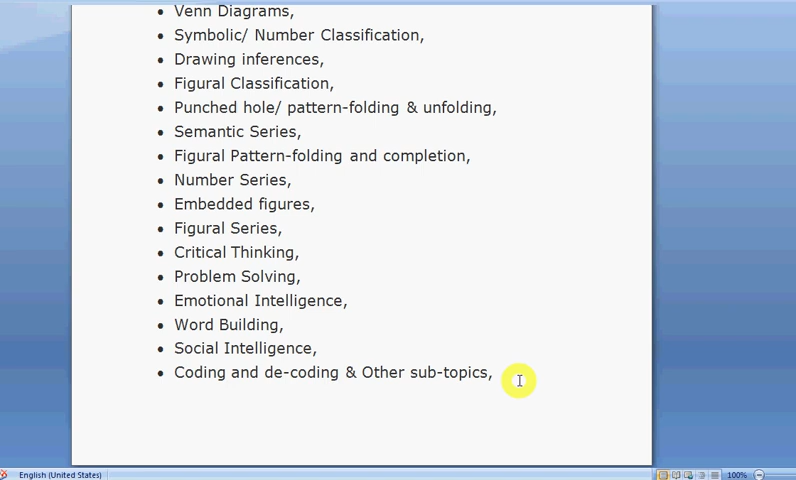 Venn Diagrams,
Symbolic/ Number Classification,
Drawing inferences,
Figural Classification,
Punched hole/ pattern-folding & unfolding,
Semantic Series,
Figural Pattern-folding and completion,
Number Series,
Embedded figures,
Figural Series,
Critical Thinking,
Problem Solving,
Emotional Intelligence,
Word Building,
Social Intelligence,
Coding and de-coding & Other sub-topics,
English (United States) 100%